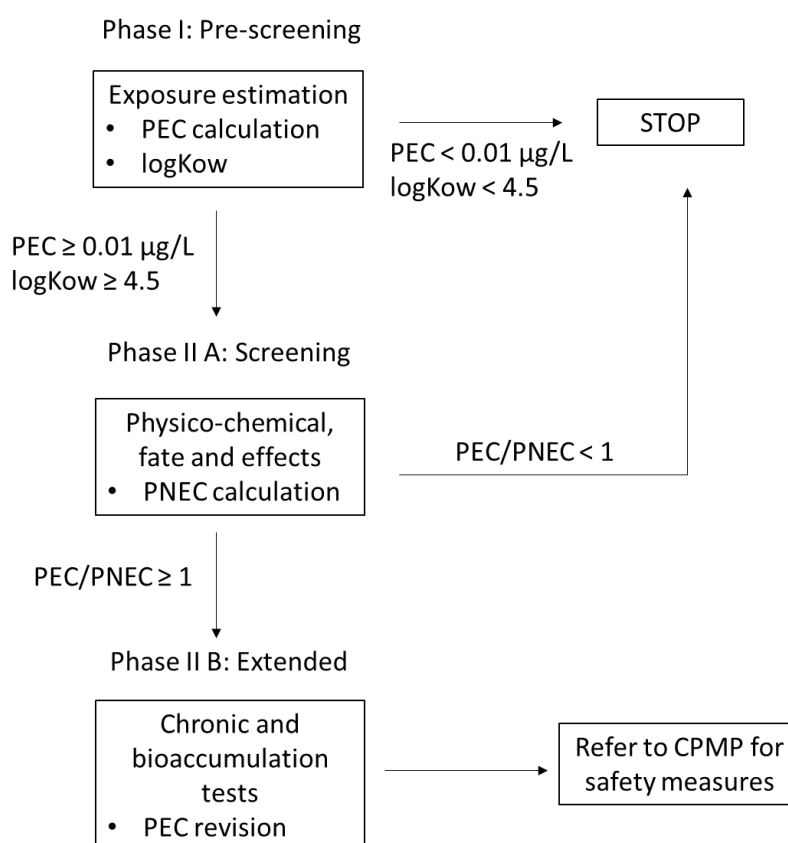 Phase I: Pre-screening
Exposure estimation
• PEC calculation
• logKow
PEC < 0.01 µg/L
logKow < 4.5
STOP
PEC ≥ 0.01 µg/L
logKow ≥ 4.5
Phase II A: Screening
Physico-chemical,
fate and effects
• PNEC calculation
PEC/PNEC < 1
PEC/PNEC ≥ 1
Phase II B: Extended
Chronic and
bioaccumulation
tests
• PEC revision
Refer to CPMP for
safety measures